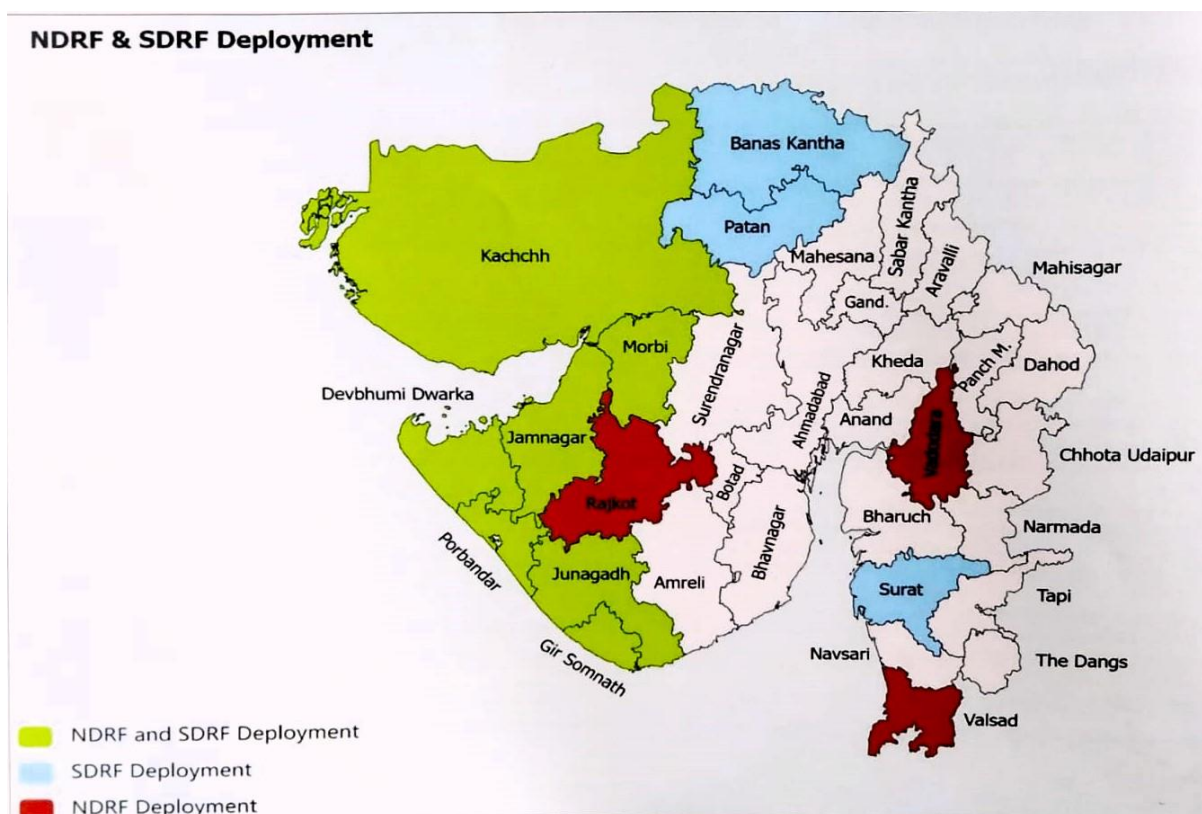 NDRF & SDRF Deployment
Banas Kantha
Patan
Sabar Kantha
Mahesana
Aravalli
Mahisagar
Kachchh
Gand.
Morbi
Surendranagar
Ahmadabad
Kheda
Panch M.
Dahod
Devbhumi Dwarka
Jamnagar
Anand
Vadodara
Chhota Udaipur
Rajkot
Botad
Bharuch
Narmada
Porbandar
Junagadh
Amreli
Bhavnagar
Surat
Tapi
Gir Somnath
Navsari
The Dangs
Valsad
NDRF and SDRF Deployment
SDRF Deployment
NDRF Deployment